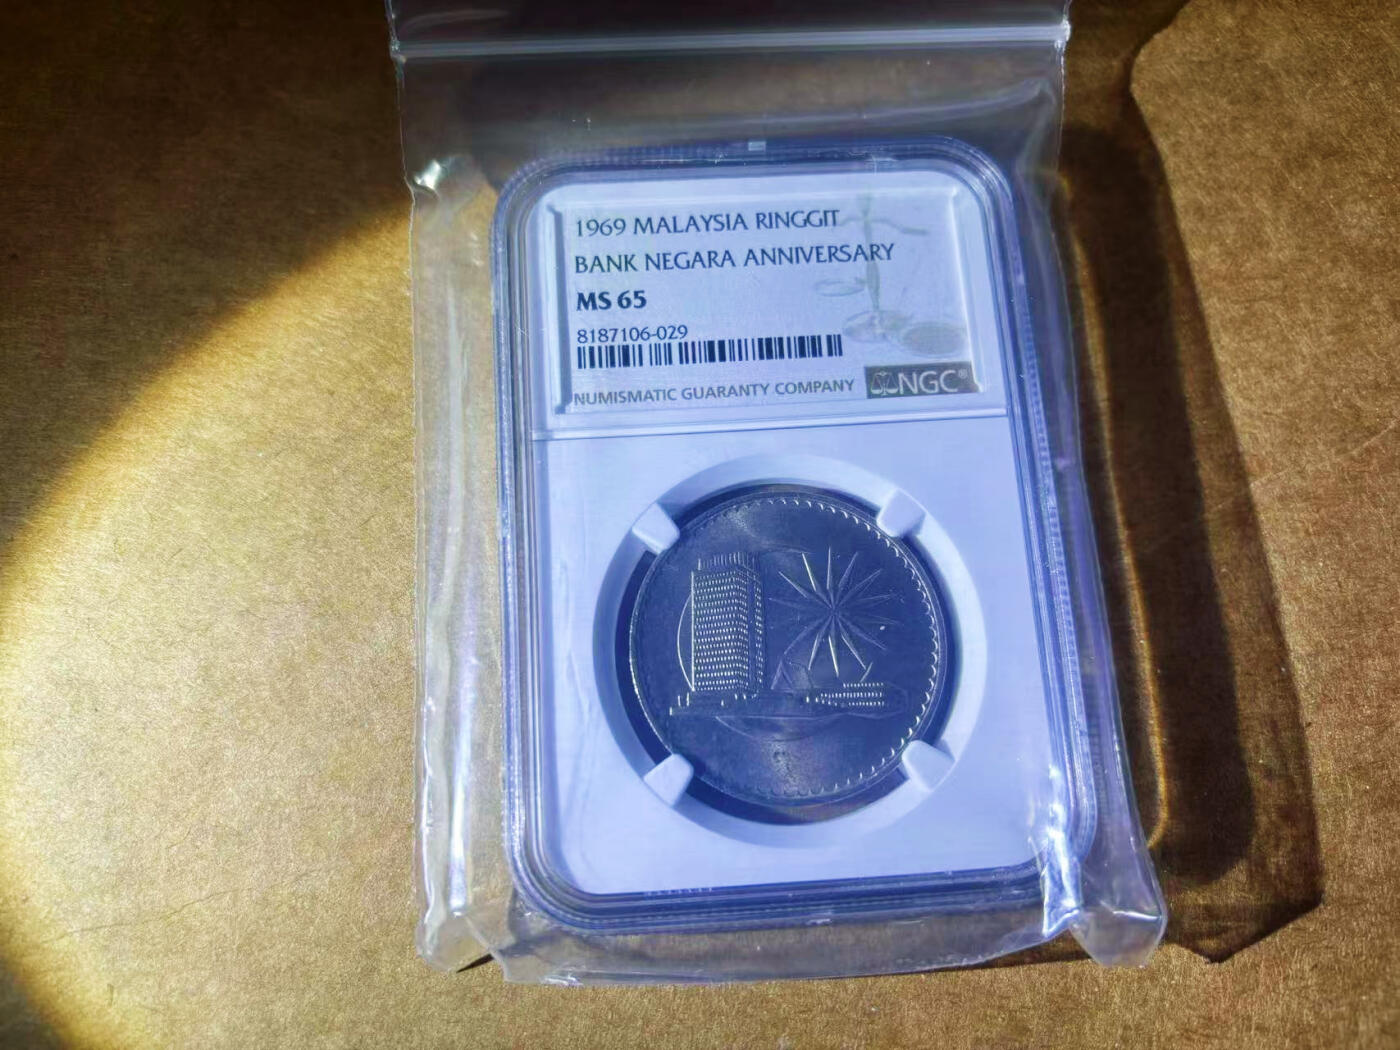 1969 MALAYSIA RINGGIT
BANK NEGARA ANNIVERSARY
MS 65
8187106-029
NUMISMATIC GUARANTY COMPANY NGC®